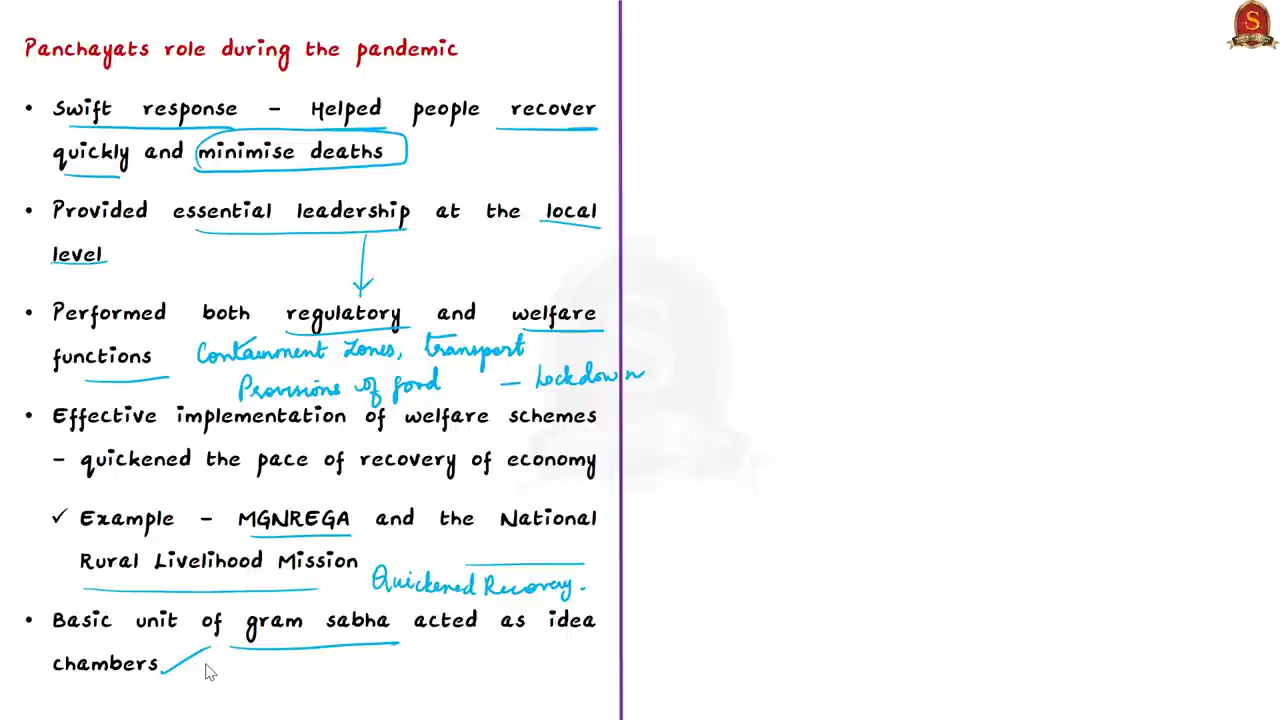 Panchayats role during the pandemic
• Swift response - Helped people recover
quickly and minimise deaths
• Provided essential leadership at the local
level
• Performed both regulatory and welfare
functions Containment Zones, transport
Provisions of food - Lockdown
• Effective implementation of welfare schemes
- quickened the pace of recovery of economy
✓ Example - MGNREGA and the National
Rural Livelihood Mission
Quickened Recovery.
• Basic unit of gram sabha acted as idea
chambers
S